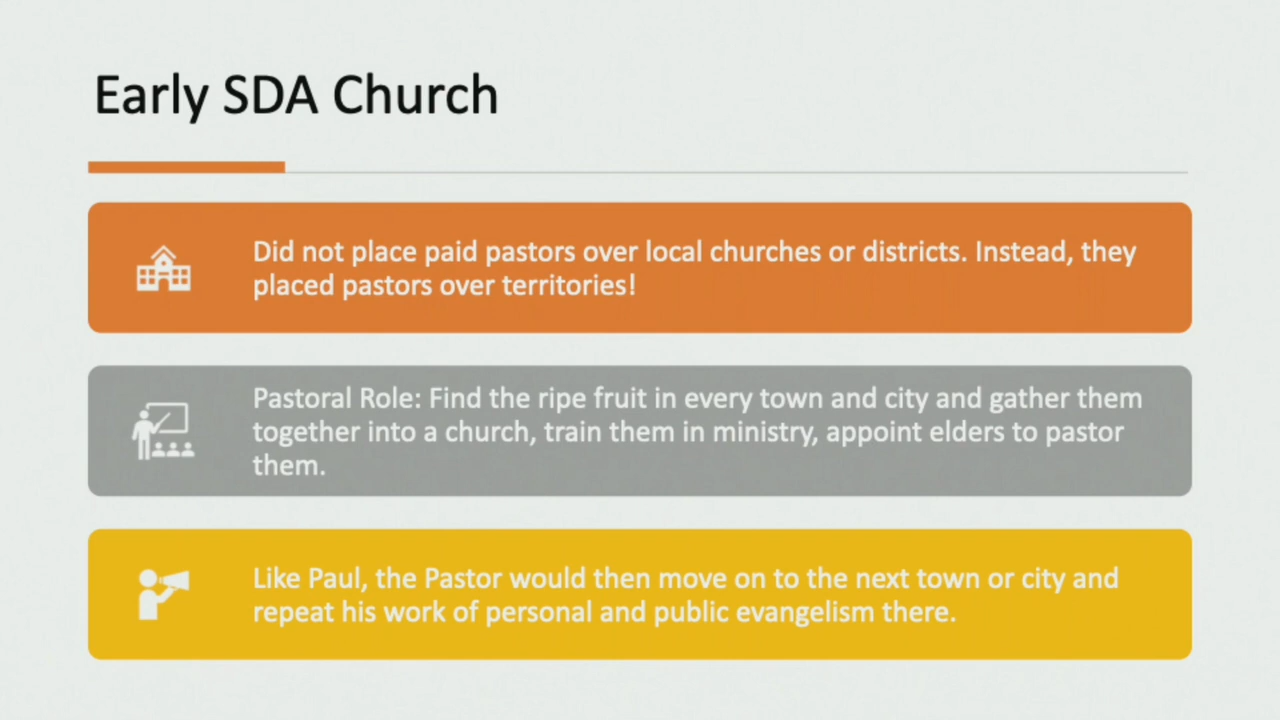 Early SDA Church
Did not place paid pastors over local churches or districts. Instead, they
placed pastors over territories!
Pastoral Role: Find the ripe fruit in every town and city and gather them
together into a church, train them in ministry, appoint elders to pastor
them.
Like Paul, the Pastor would then move on to the next town or city and
repeat his work of personal and public evangelism there.